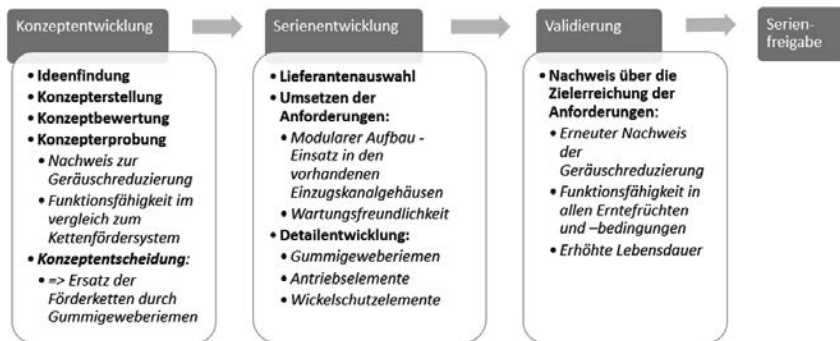 Konzeptentwicklung
• Ideenfindung
• Konzepterstellung
• Konzeptbewertung
• Konzepterprobung
• Nachweis zur
Geräuschreduzierung
• Funktionsfähigkeit im
vergleich zum
Kettenfördersystem
• Konzeptentscheidung:
• => Ersatz der
Förderketten durch
Gummigeweberiemen
Serienentwicklung
• Lieferantenauswahl
• Umsetzen der
Anforderungen:
• Modularer Aufbau -
Einsatz in den
vorhandenen
Einzugskanalgehäusen
• Wartungsfreundlichkeit
• Detailentwicklung:
• Gummigeweberiemen
• Antriebselemente
• Wickelschutzelemente
Validierung
• Nachweis über die
Zielerreichung der
Anforderungen:
• Erneuter Nachweis
der
Geräuschreduzierung
• Funktionsfähigkeit in
allen Erntefrüchten
und –bedingungen
• Erhöhte Lebensdauer
Serien-
freigabe